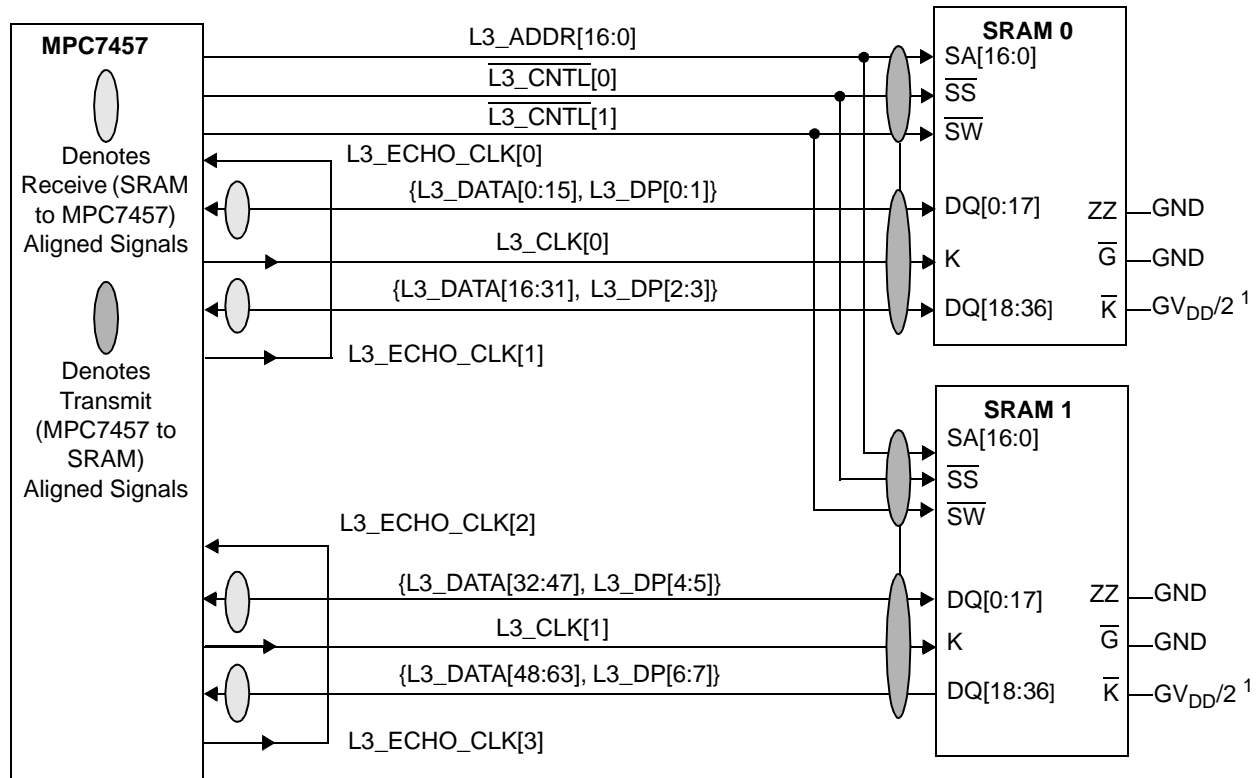 MPC7457
Denotes
Receive (SRAM
to MPC7457)
Aligned Signals
Denotes
Transmit
(MPC7457 to
SRAM)
Aligned Signals
L3_ADDR[16:0]
L3_CNTL[0]
L3_CNTL[1]
L3_ECHO_CLK[0]
{L3_DATA[0:15], L3_DP[0:1]}
L3_CLK[0]
{L3_DATA[16:31], L3_DP[2:3]}
L3_ECHO_CLK[1]
SRAM 0
SA[16:0]
SS
SW
DQ[0:17] ZZ GND
K G GND
DQ[18:36] K GVDD/2 1
L3_ECHO_CLK[2]
{L3_DATA[32:47], L3_DP[4:5]}
L3_CLK[1]
{L3_DATA[48:63], L3_DP[6:7]}
L3_ECHO_CLK[3]
SRAM 1
SA[16:0]
SS
SW
DQ[0:17] ZZ GND
K G GND
DQ[18:36] K GVDD/2 1